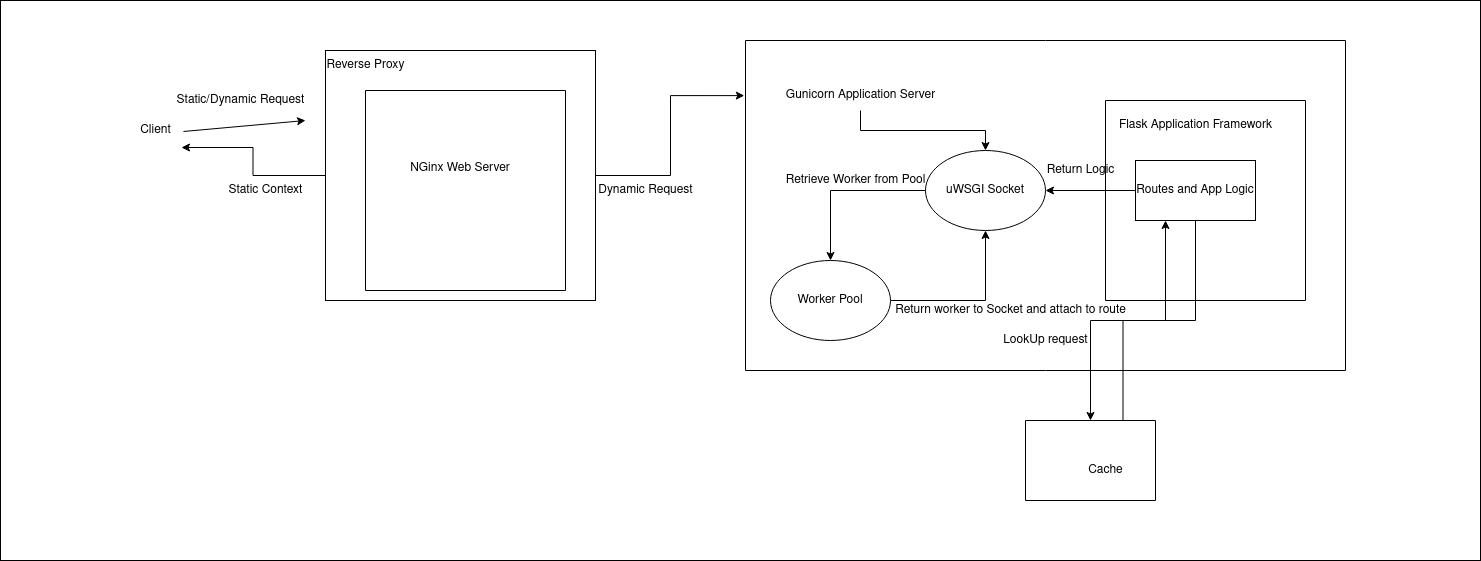 Reverse Proxy
Static/Dynamic Request
Client
Static Context
NGinx Web Server
Dynamic Request
Gunicorn Application Server
Flask Application Framework
Return Logic
Retrieve Worker from Pool
uWSGI Socket
Routes and App Logic
Worker Pool
Return worker to Socket and attach to route
LookUp request
Cache